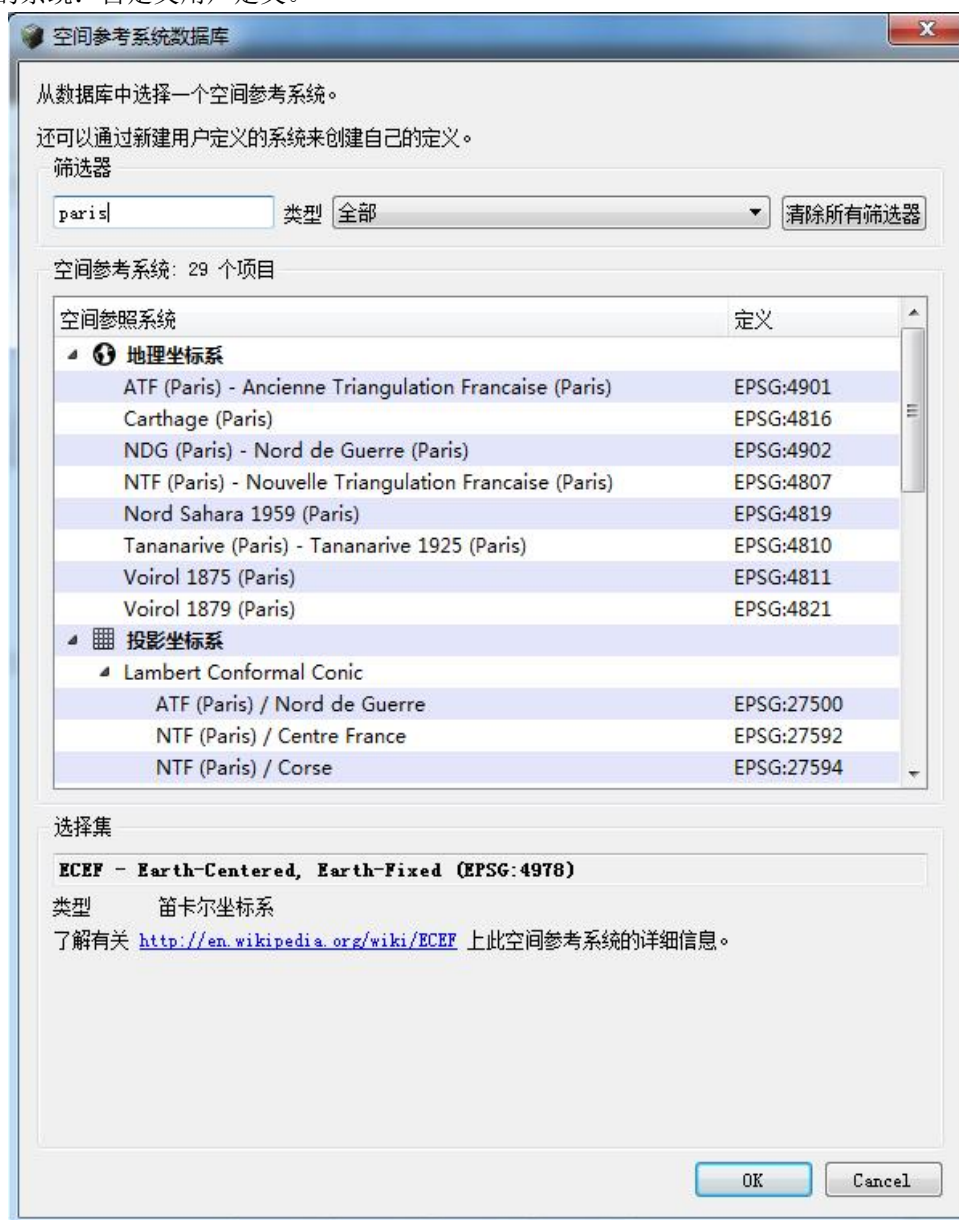 的系统：自定义用户定义。
空间参考系统数据库
从数据库中选择一个空间参考系统。
还可以通过新建用户定义的系统来创建自己的定义。
筛选器
paris 类型 全部 清除所有筛选器
空间参考系统: 29 个项目
空间参照系统 定义
地理坐标系
ATF (Paris) - Ancienne Triangulation Francaise (Paris) EPSG:4901
Carthage (Paris) EPSG:4816
NDG (Paris) - Nord de Guerre (Paris) EPSG:4902
NTF (Paris) - Nouvelle Triangulation Francaise (Paris) EPSG:4807
Nord Sahara 1959 (Paris) EPSG:4819
Tananarive (Paris) - Tananarive 1925 (Paris) EPSG:4810
Voirol 1875 (Paris) EPSG:4811
Voirol 1879 (Paris) EPSG:4821
投影坐标系
Lambert Conformal Conic
ATF (Paris) / Nord de Guerre EPSG:27500
NTF (Paris) / Centre France EPSG:27592
NTF (Paris) / Corse EPSG:27594
选择集
ECEF - Earth-Centered, Earth-Fixed (EPSG:4978)
类型 笛卡尔坐标系
了解有关 http://en.wikipedia.org/wiki/ECEF 上此空间参考系统的详细信息。
OK Cancel